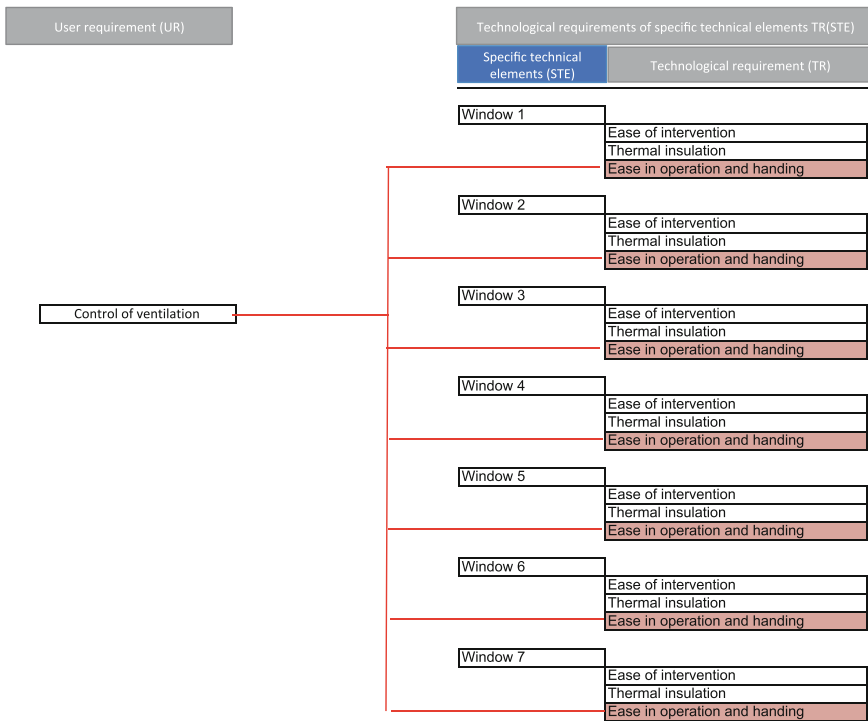 User requirement (UR)
Technological requirements of specific technical elements TR(STE)
Specific technical
elements (STE)
Technological requirement (TR)
Window 1
Ease of intervention
Thermal insulation
Ease in operation and handing
Window 2
Ease of intervention
Thermal insulation
Ease in operation and handing
Control of ventilation
Window 3
Ease of intervention
Thermal insulation
Ease in operation and handing
Window 4
Ease of intervention
Thermal insulation
Ease in operation and handing
Window 5
Ease of intervention
Thermal insulation
Ease in operation and handing
Window 6
Ease of intervention
Thermal insulation
Ease in operation and handing
Window 7
Ease of intervention
Thermal insulation
Ease in operation and handing